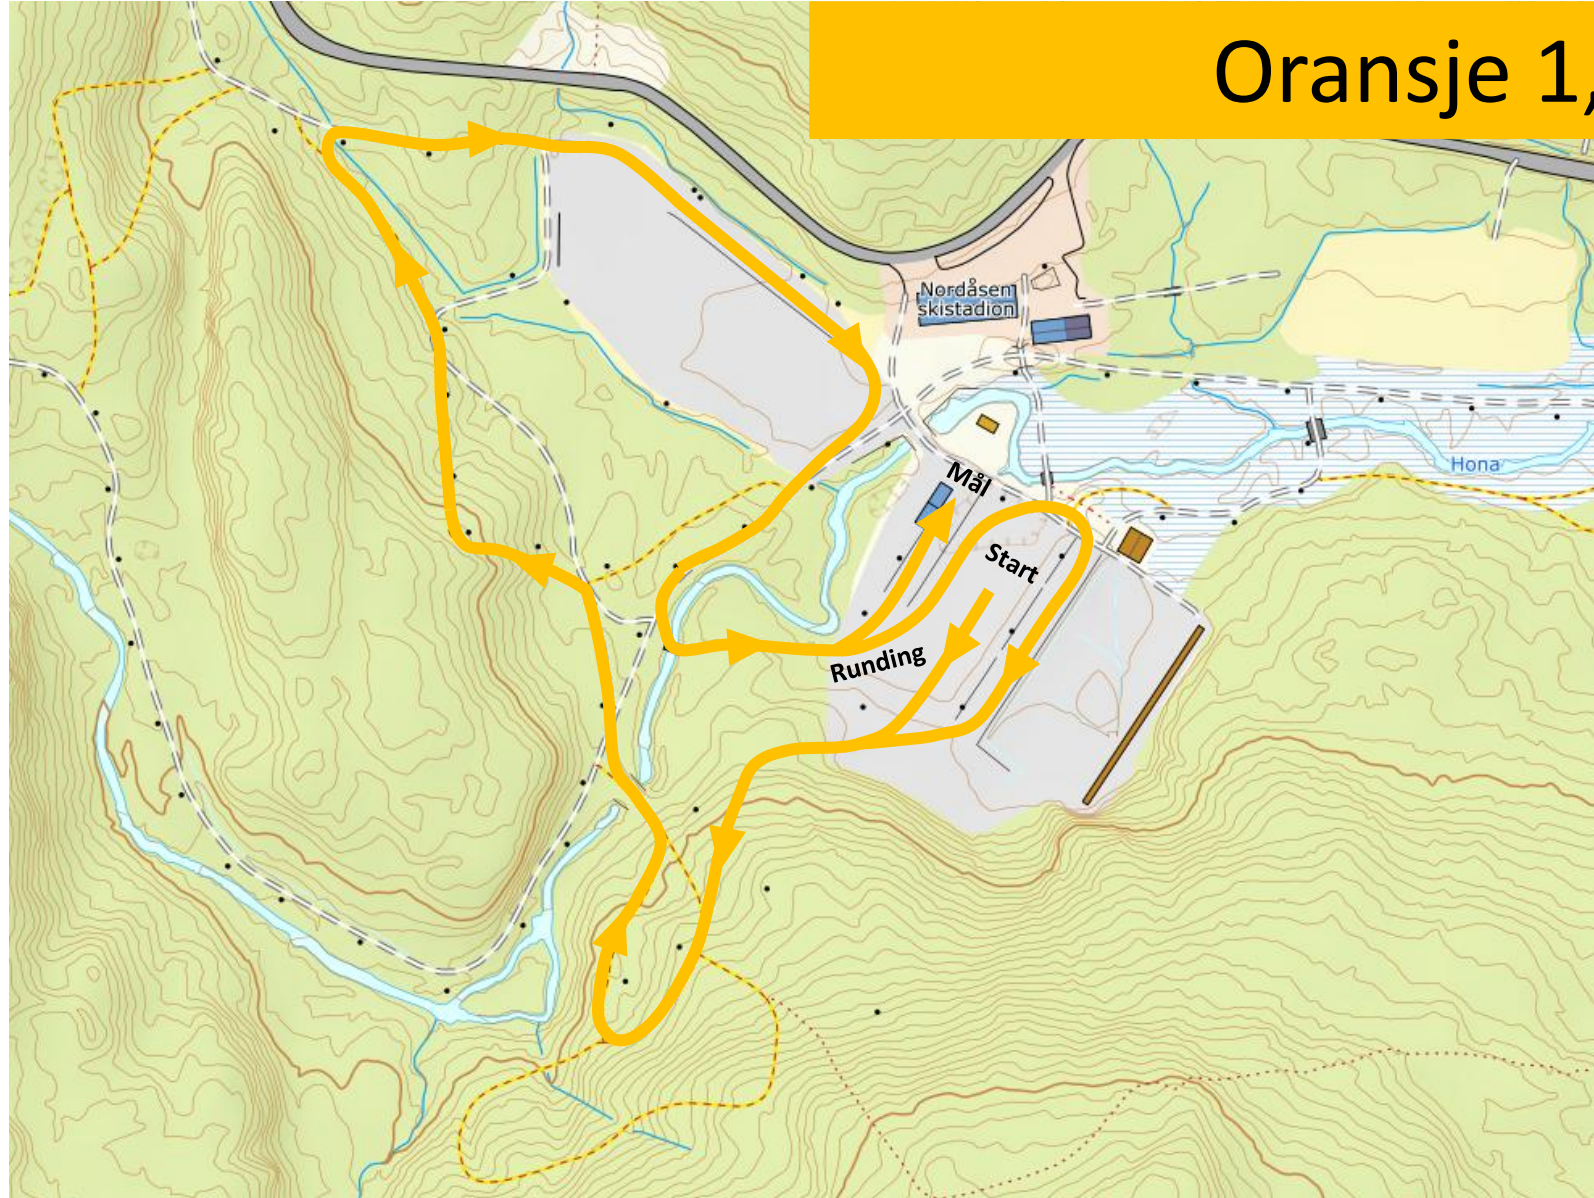 Oransje 1,
Nordåsen
skistadion
Mål
Hona
Start
Runding